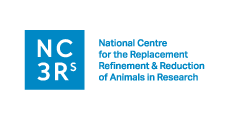 NC
3Rs
National Centre
for the Replacement
Refinement & Reduction
of Animals in Research